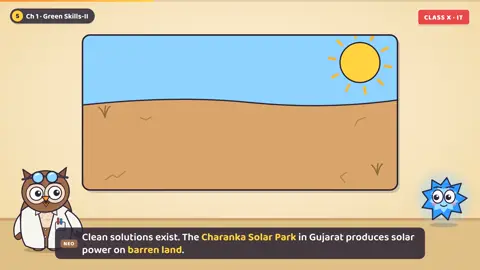 5 Ch 1 - Green Skills-II
CLASS X - IT
NEO Clean solutions exist. The Charanka Solar Park in Gujarat produces solar
power on barren land.